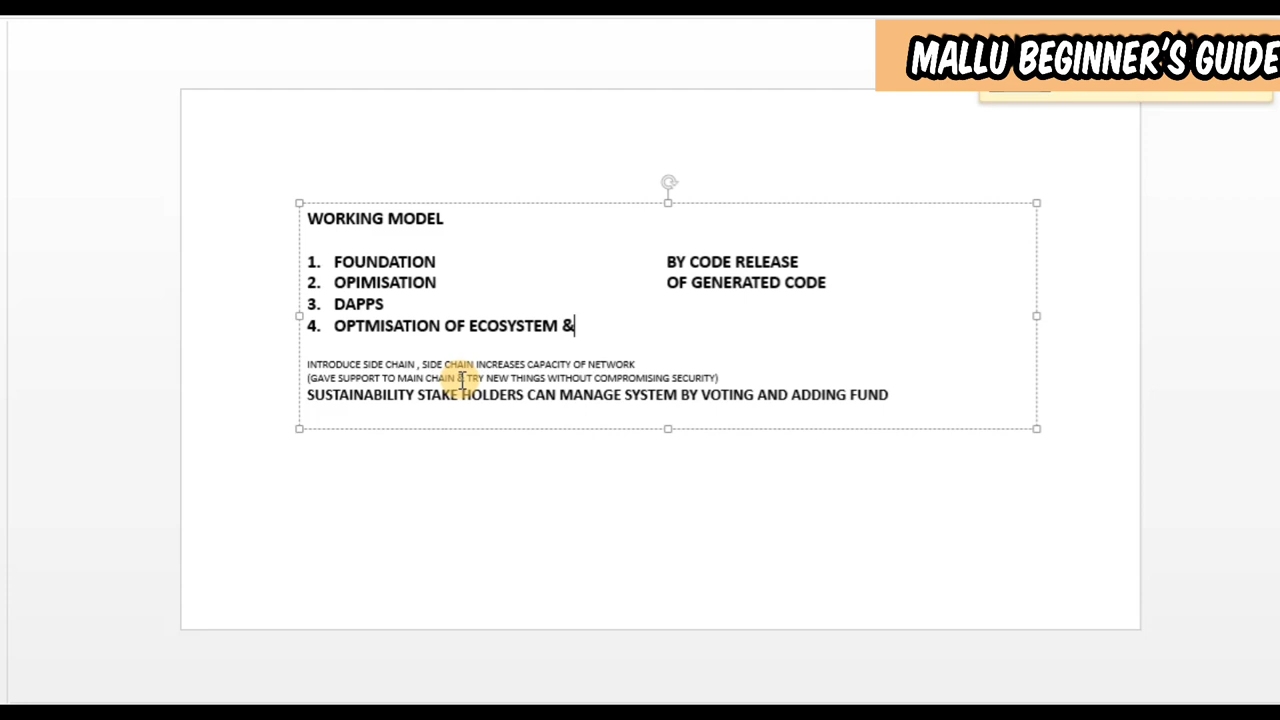 MALLU BEGINNER'S GUIDE
WORKING MODEL
1. FOUNDATION BY CODE RELEASE
2. OPIMISATION OF GENERATED CODE
3. DAPPS
4. OPTMISATION OF ECOSYSTEM &
INTRODUCE SIDE CHAIN , SIDE CHAIN INCREASES CAPACITY OF NETWORK
(GAVE SUPPORT TO MAIN CHAIN & TRY NEW THINGS WITHOUT COMPROMISING SECURITY)
SUSTAINABILITY STAKE HOLDERS CAN MANAGE SYSTEM BY VOTING AND ADDING FUND